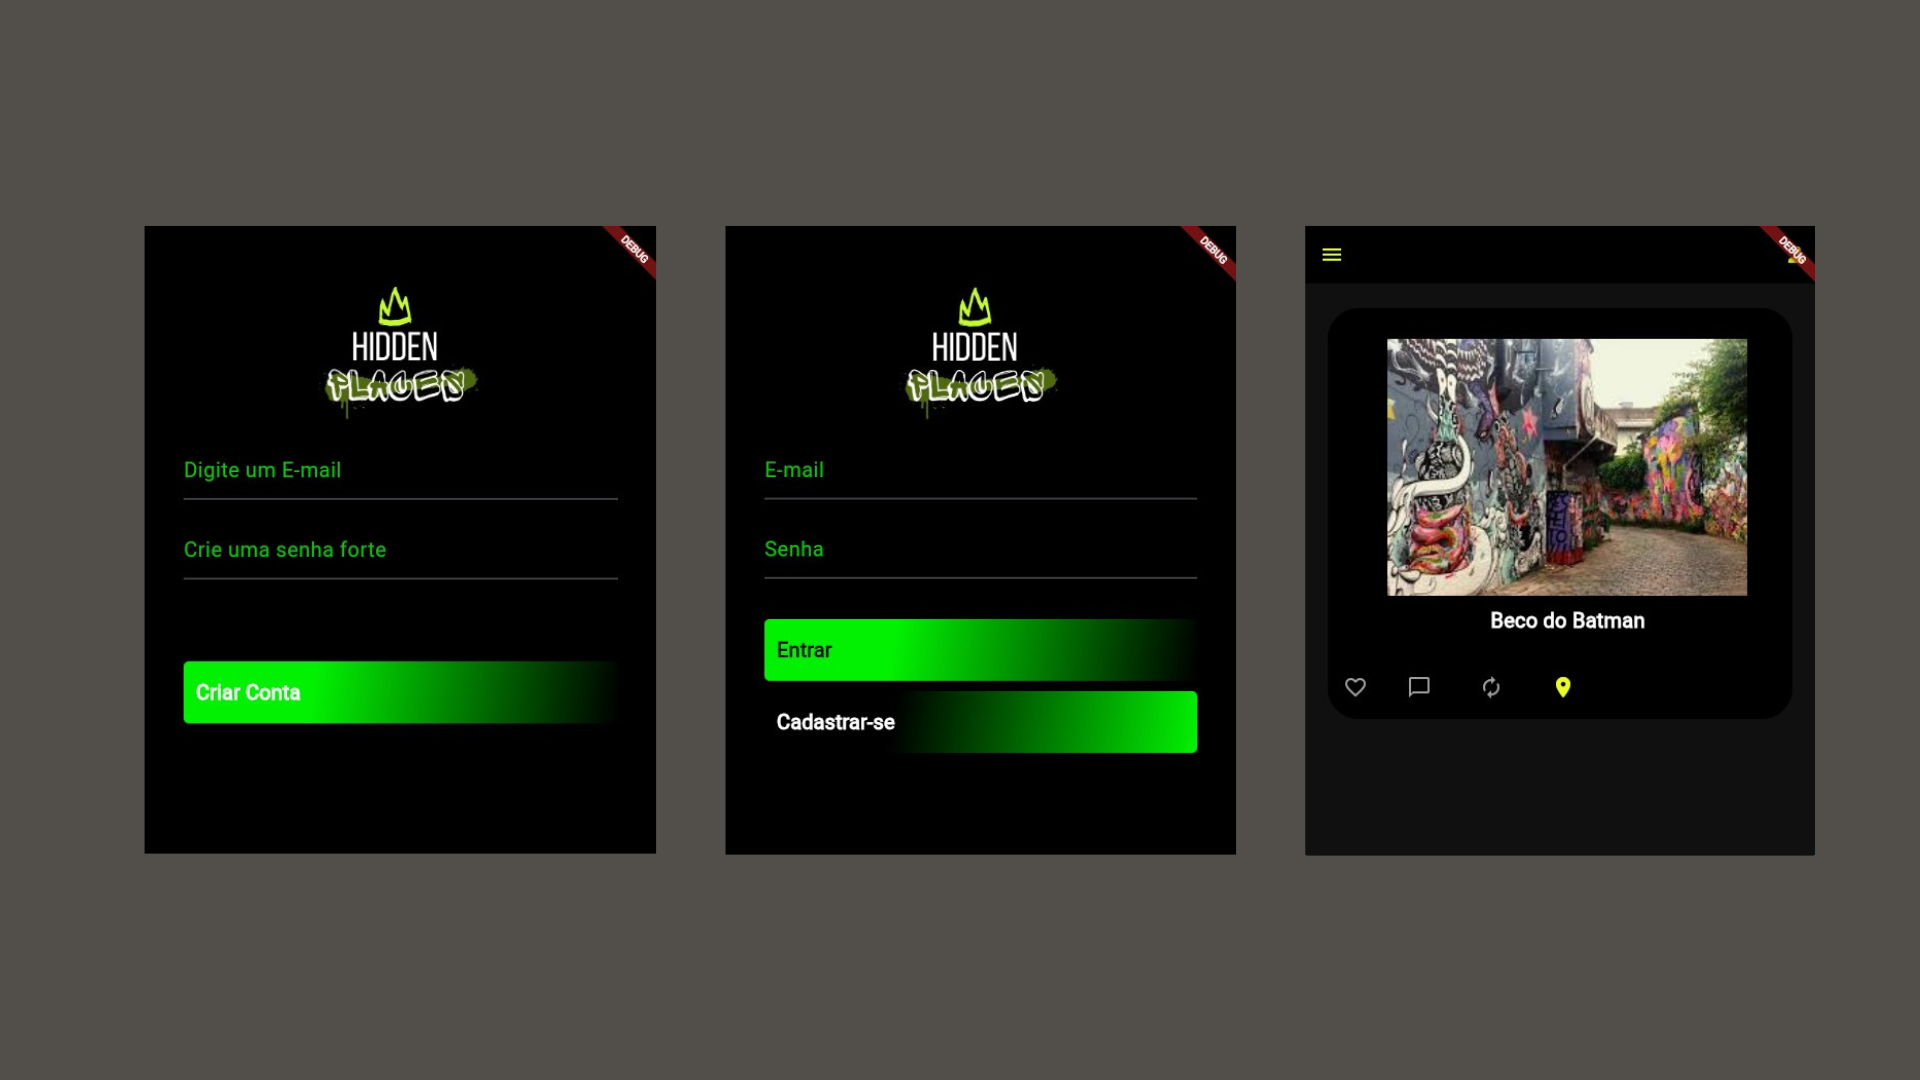 DEBUG
HIDDEN
PLACES
Digite um E-mail
Crie uma senha forte
Criar Conta
DEBUG
HIDDEN
PLACES
E-mail
Senha
Entrar
Cadastrar-se
DEBUG
Beco do Batman